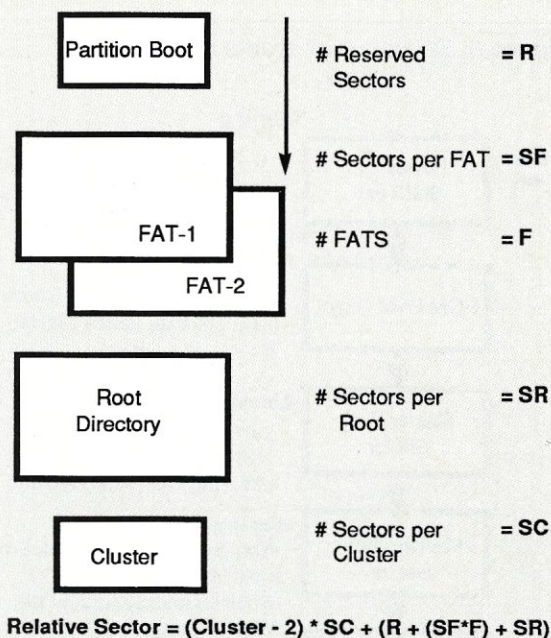 Partition Boot
# Reserved Sectors = R
# Sectors per FAT = SF
FAT-1
# FATS = F
FAT-2
Root
Directory
# Sectors per Root = SR
Cluster
# Sectors per Cluster = SC
Relative Sector = (Cluster - 2) * SC + (R + (SF*F) + SR)